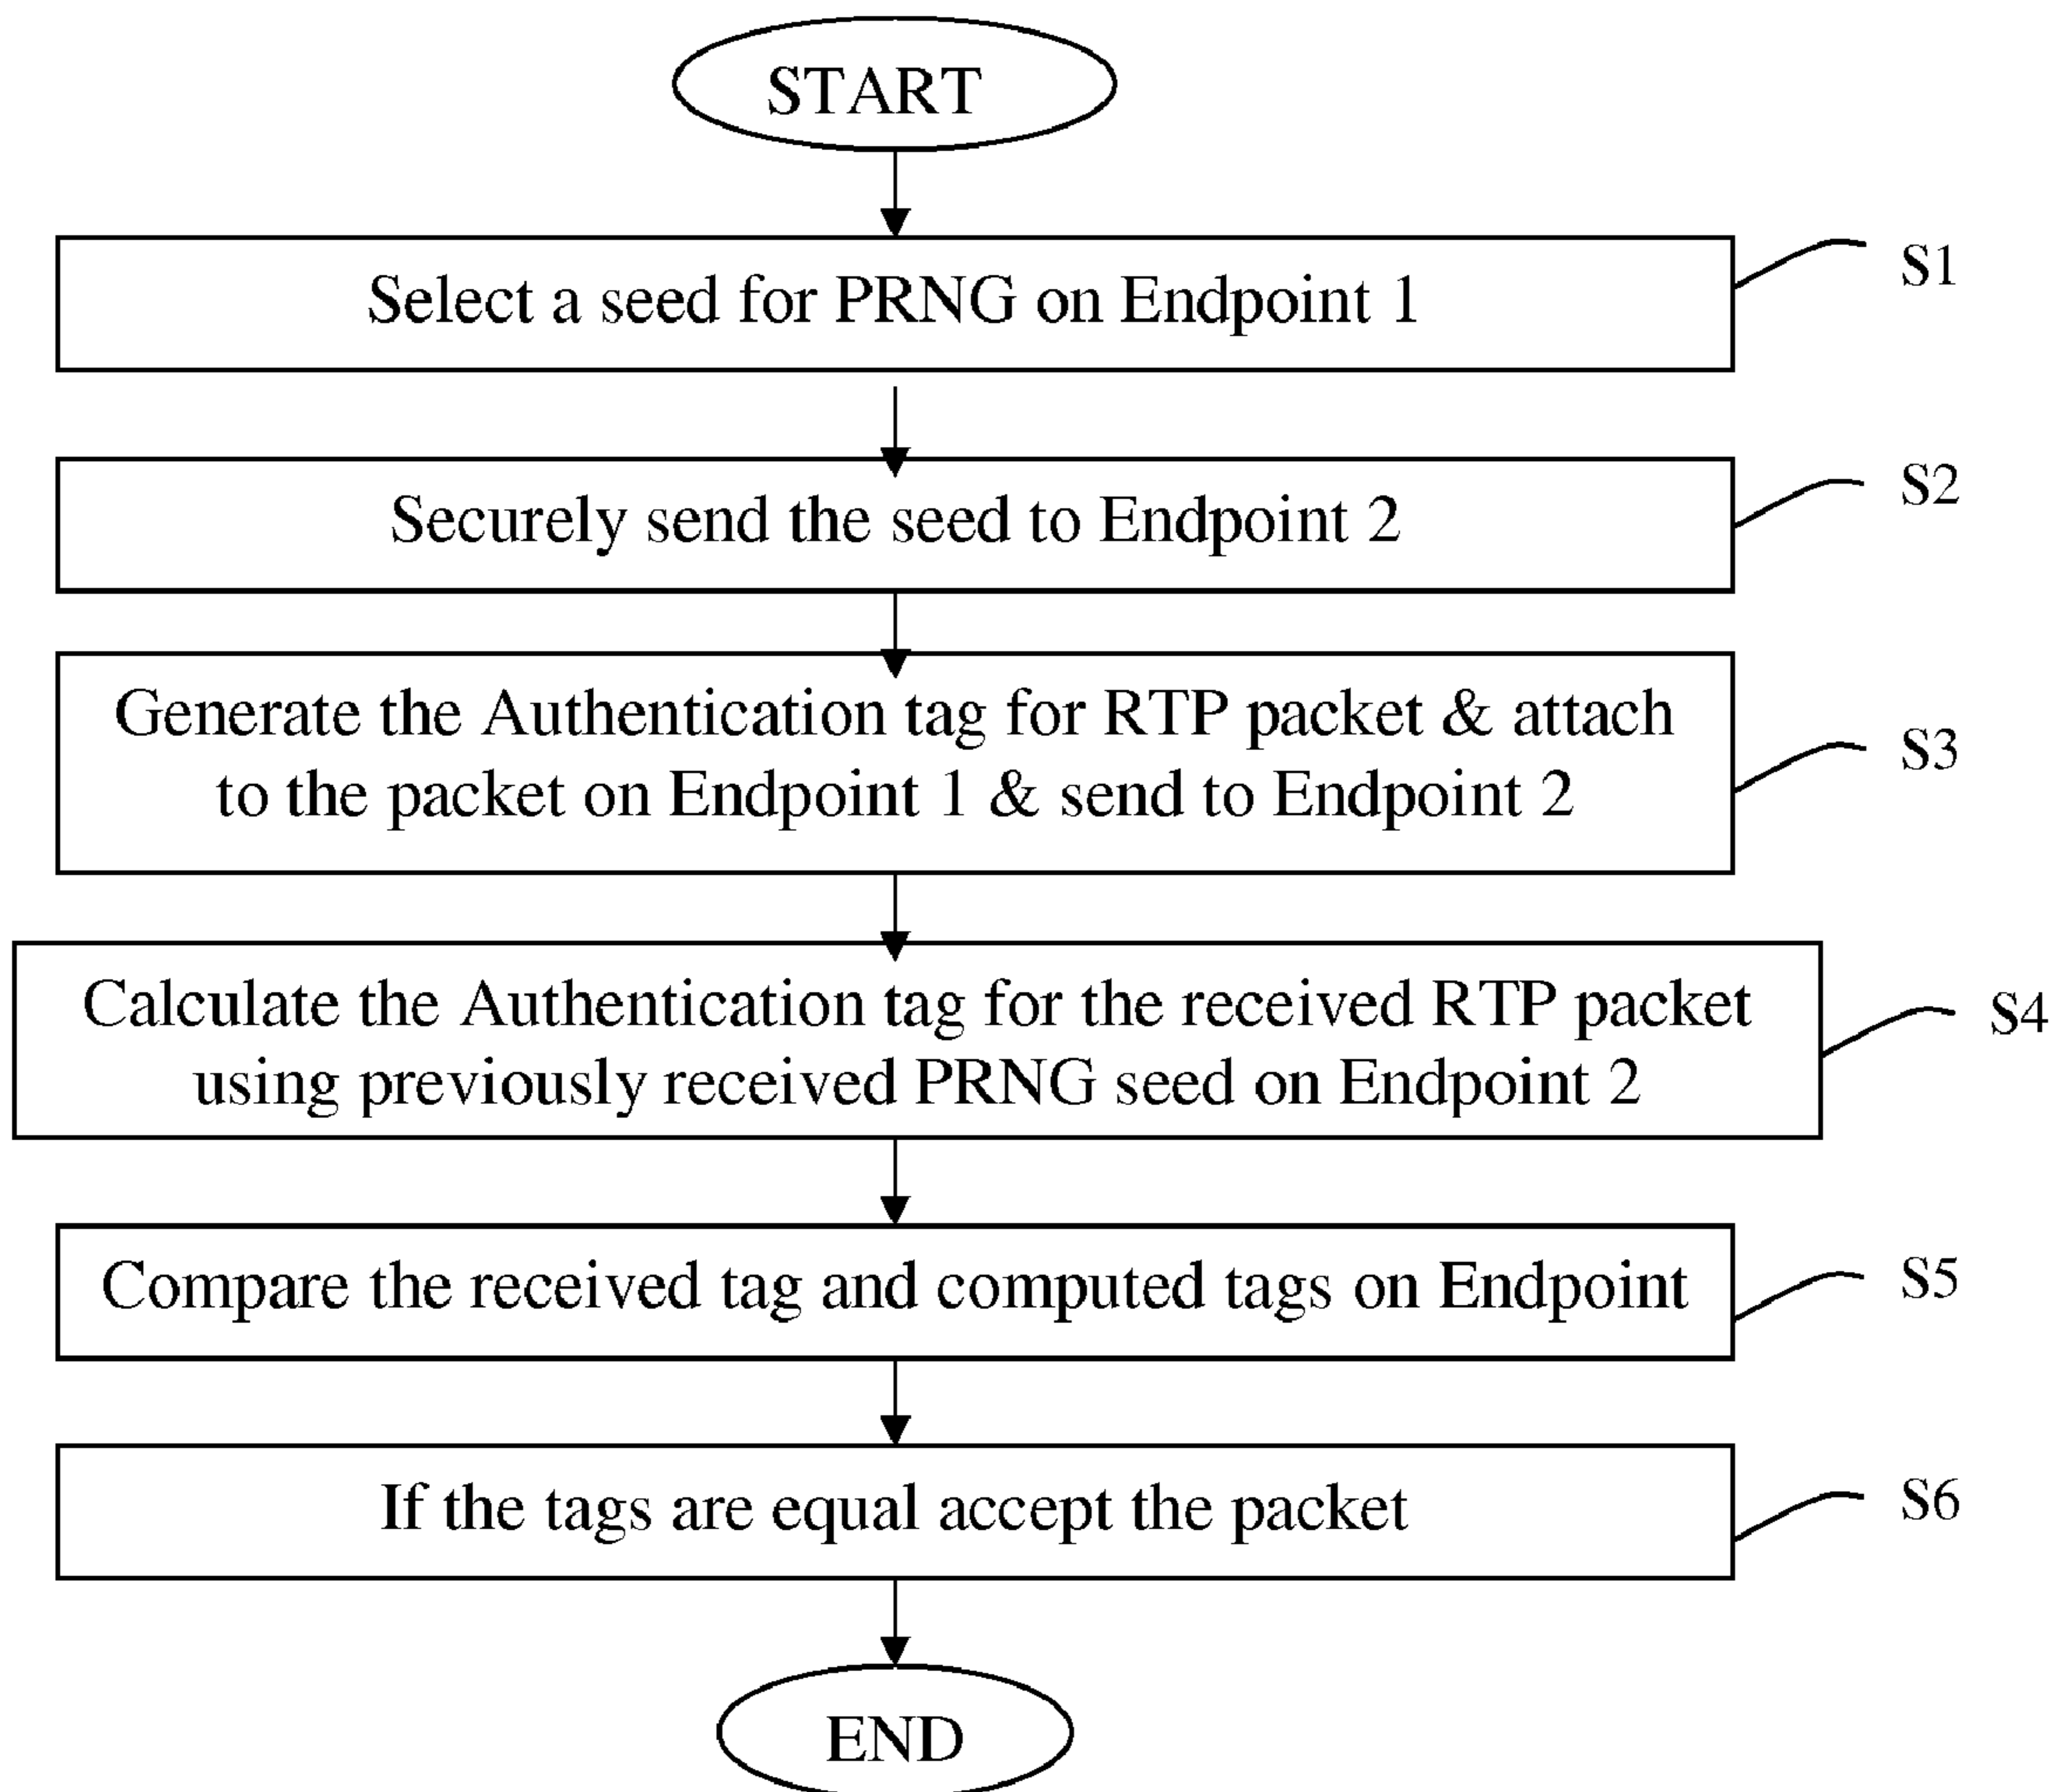 START
Select a seed for PRNG on Endpoint 1
S1
Securely send the seed to Endpoint 2
S2
Generate the Authentication tag for RTP packet & attach
to the packet on Endpoint 1 & send to Endpoint 2
S3
Calculate the Authentication tag for the received RTP packet
using previously received PRNG seed on Endpoint 2
S4
Compare the received tag and computed tags on Endpoint
S5
If the tags are equal accept the packet
S6
END